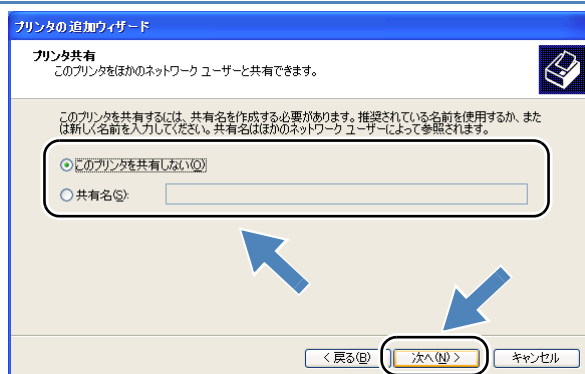 プリンタの追加ウィザード
プリンタ共有
このプリンタをほかのネットワーク ユーザーと共有できます。
このプリンタを共有するには、共有名を作成する必要があります。推奨されている名前を使用するか、また
は新しく名前を入力してください。共有名はほかのネットワーク ユーザーによって参照されます。
このプリンタを共有しない(O)
共有名(S):
< 戻る(B) 次へ(N) > キャンセル